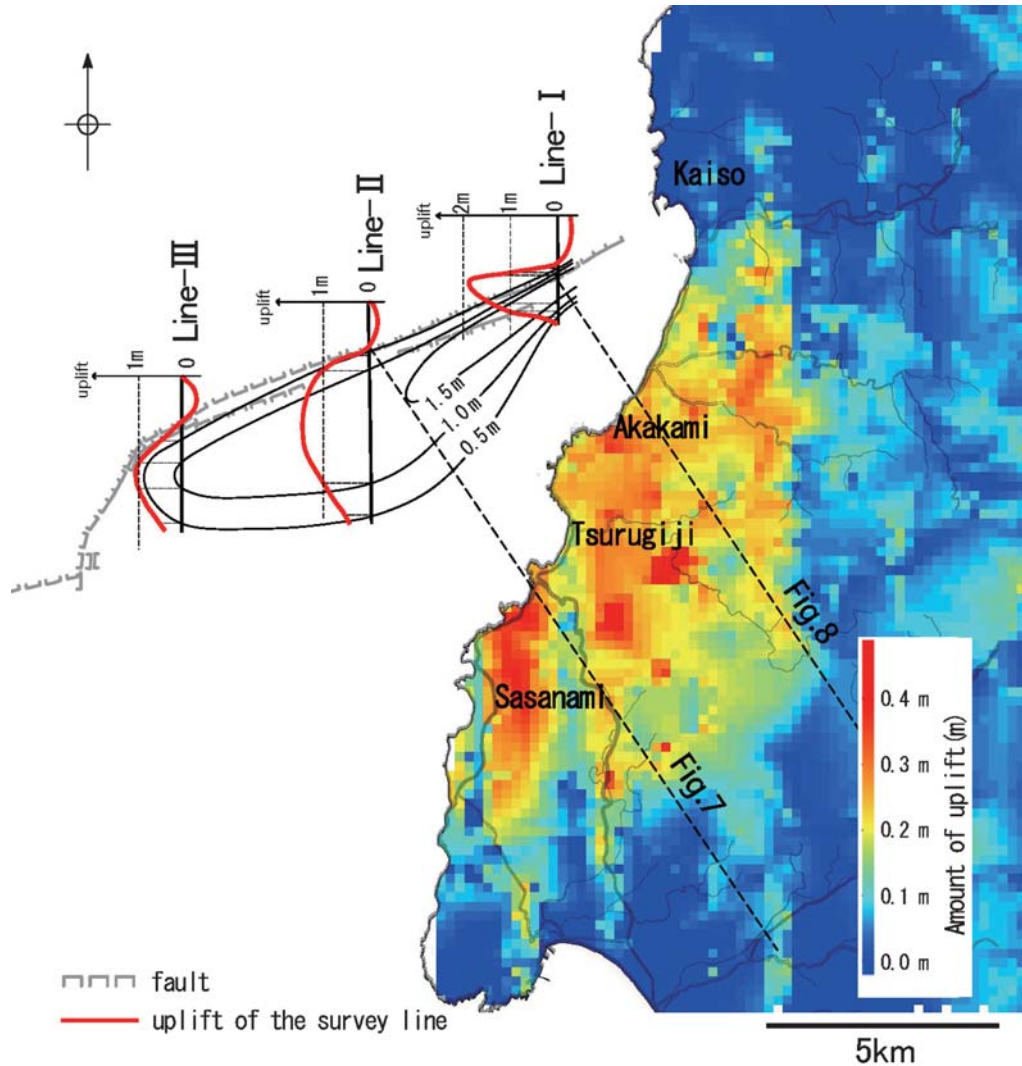 Line-Ⅰ
2m
1m
0
uplift
Kaiso
Line-Ⅱ
1m
0
uplift
Line-Ⅲ
1m
0
uplift
1.5m
1.0m
0.5m
Akakami
Tsurugiji
Sasanami
Fig.8
Fig.7
0.4 m
0.3 m
0.2 m
0.1 m
0.0 m
Amount of uplift(m)
fault
uplift of the survey line
5km